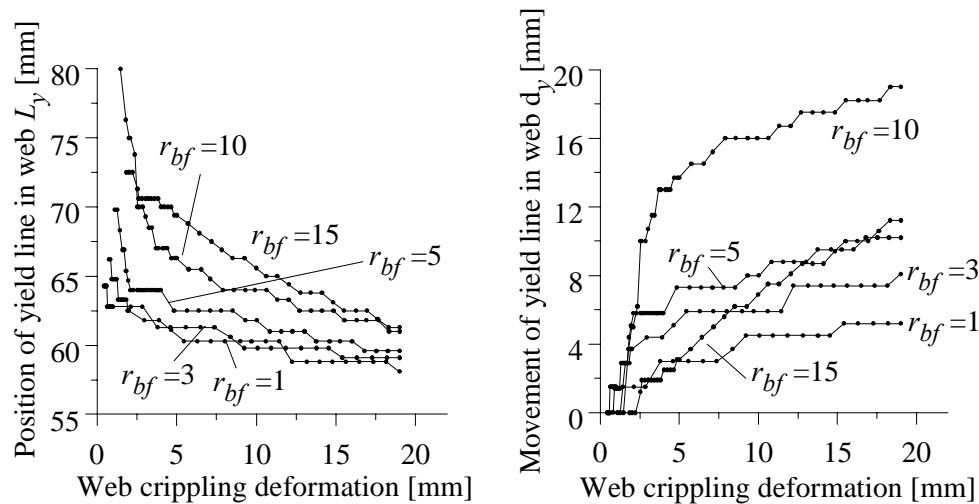 Position of yield line in web L_y [mm]
80
75
70
65
60
55
0 5 10 15 20
Web crippling deformation [mm]
r_bf =10
r_bf =15
r_bf =5
r_bf =3
r_bf =1
Movement of yield line in web d_y [mm]
20
16
12
8
4
0
0 5 10 15 20
Web crippling deformation [mm]
r_bf =10
r_bf =5
r_bf =3
r_bf =1
r_bf =15